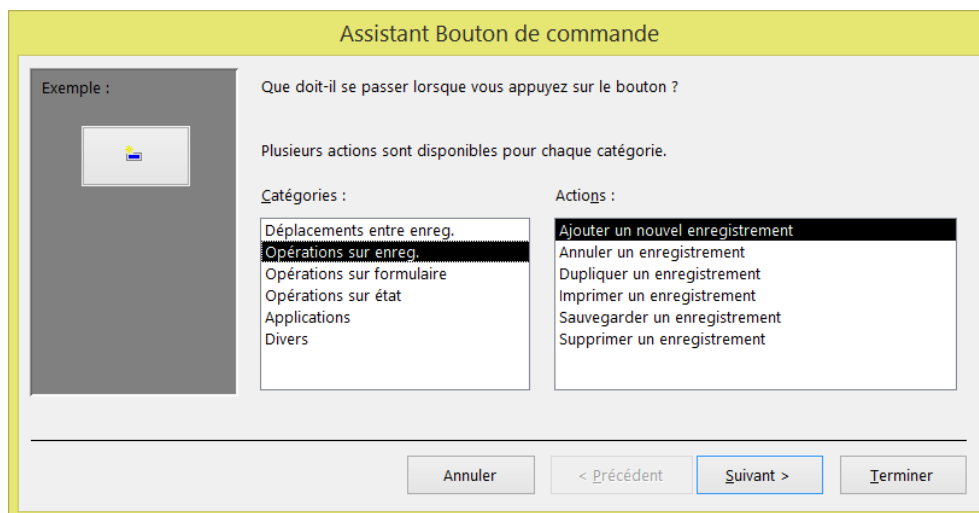 Assistant Bouton de commande
Exemple :
Que doit-il se passer lorsque vous appuyez sur le bouton ?
Plusieurs actions sont disponibles pour chaque catégorie.
Catégories :
Déplacements entre enreg.
Opérations sur enreg.
Opérations sur formulaire
Opérations sur état
Applications
Divers
Actions :
Ajouter un nouvel enregistrement
Annuler un enregistrement
Dupliquer un enregistrement
Imprimer un enregistrement
Sauvegarder un enregistrement
Supprimer un enregistrement
Annuler
< Précédent
Suivant >
Terminer